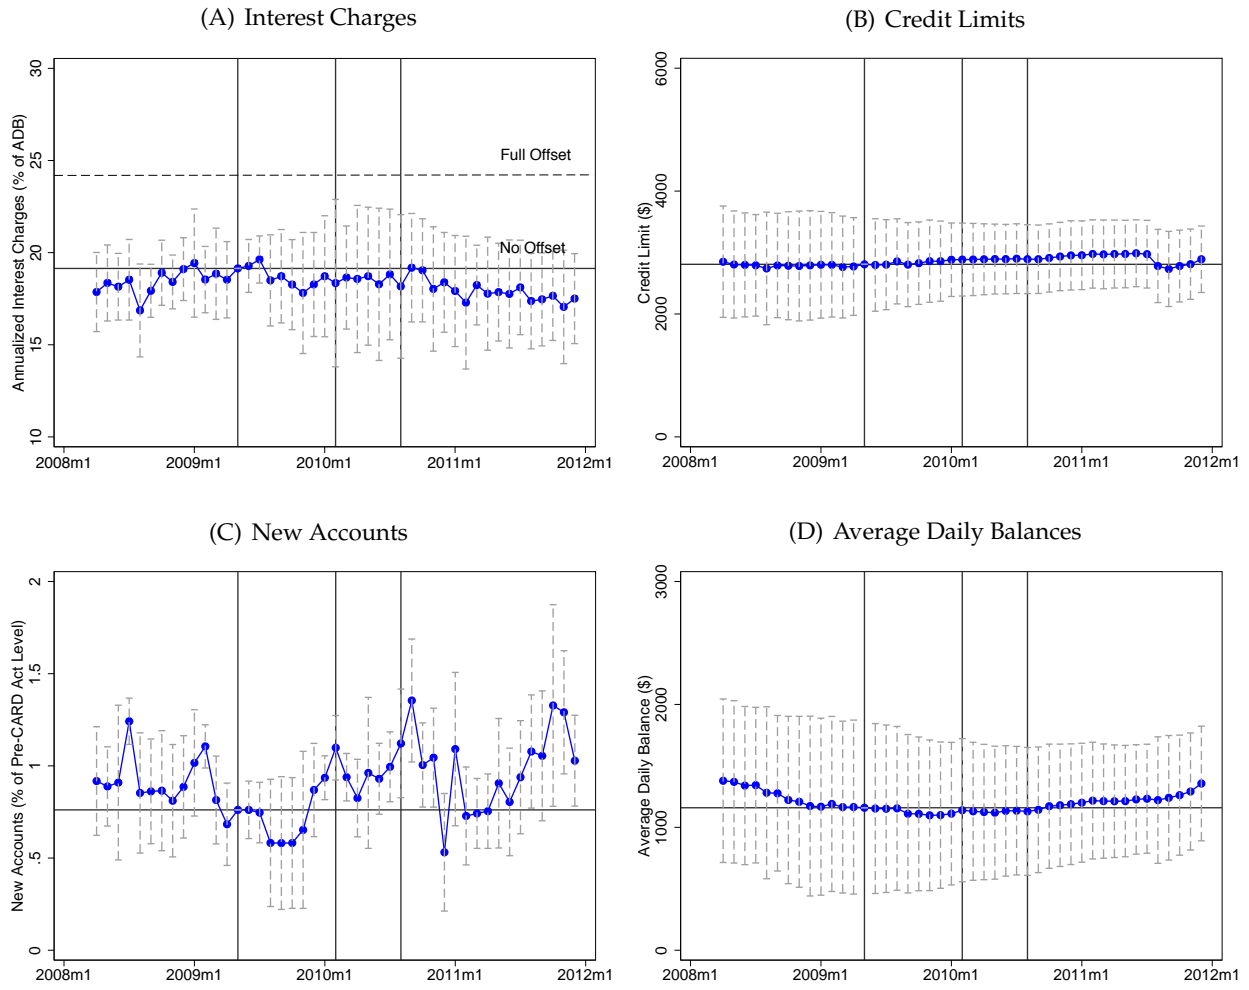 (A) Interest Charges
Annualized Interest Charges (% of ADB)
30
25
20
15
10
Full Offset
No Offset
2008m1 2009m1 2010m1 2011m1 2012m1
(B) Credit Limits
Credit Limit ($)
6000
4000
2000
0
2008m1 2009m1 2010m1 2011m1 2012m1
(C) New Accounts
New Accounts (% of Pre-CARD Act Level)
2
1.5
1
.5
0
2008m1 2009m1 2010m1 2011m1 2012m1
(D) Average Daily Balances
Average Daily Balance ($)
3000
2000
1000
0
2008m1 2009m1 2010m1 2011m1 2012m1